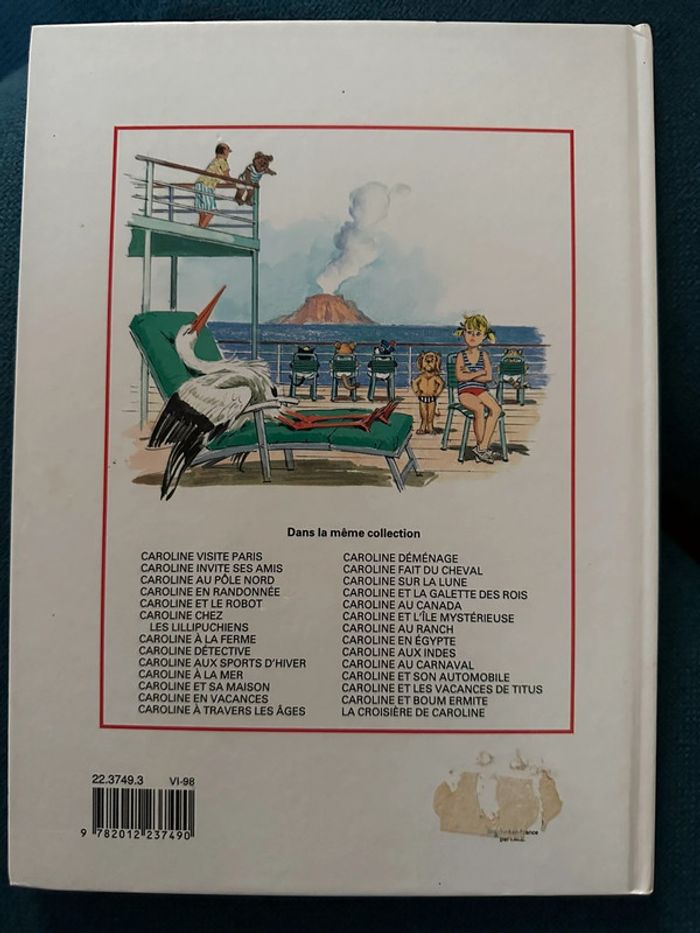 Dans la même collection
CAROLINE VISITE PARIS
CAROLINE INVITE SES AMIS
CAROLINE AU PÔLE NORD
CAROLINE EN RANDONNÉE
CAROLINE ET LE ROBOT
CAROLINE CHEZ
LES LILLIPUCHIENS
CAROLINE À LA FERME
CAROLINE DÉTECTIVE
CAROLINE AUX SPORTS D'HIVER
CAROLINE À LA MER
CAROLINE ET SA MAISON
CAROLINE EN VACANCES
CAROLINE À TRAVERS LES ÂGES
CAROLINE DÉMÉNAGE
CAROLINE FAIT DU CHEVAL
CAROLINE SUR LA LUNE
CAROLINE ET LA GALETTE DES ROIS
CAROLINE AU CANADA
CAROLINE ET L'ÎLE MYSTÉRIEUSE
CAROLINE AU RANCH
CAROLINE EN ÉGYPTE
CAROLINE AUX INDES
CAROLINE AU CARNAVAL
CAROLINE ET SON AUTOMOBILE
CAROLINE ET LES VACANCES DE TITUS
CAROLINE ET BOUM ERMITE
LA CROISIÈRE DE CAROLINE
22.3749.3 VI-98
9 782012 237490
par